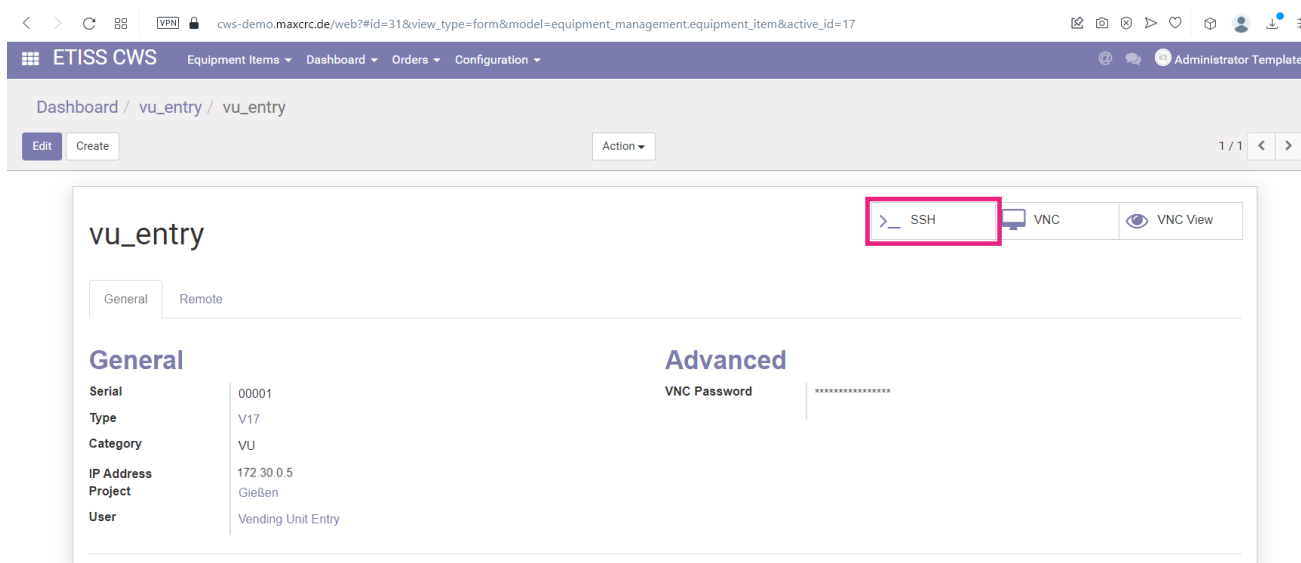 VPN cws-demo.maxcrc.de/web?#id=31&view_type=form&model=equipment_management.equipment_item&active_id=17
ETISS CWS Equipment Items Dashboard Orders Configuration @ Administrator Template
Dashboard / vu_entry / vu_entry
Edit Create Action 1 / 1
vu_entry >_ SSH VNC VNC View
General Remote
General Advanced
Serial 00001 VNC Password ****************
Type V17
Category VU
IP Address 172.30.0.5
Project Gießen
User Vending Unit Entry